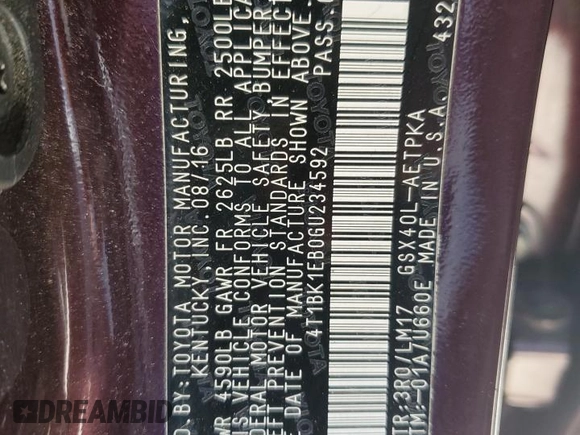 D.BY:TOYOTA MOTOR MANUFACTURING,
KENTUCKY,INC. 08/16
WR 4590LB GAWR FR 2625LB RR 2500LB
IS VEHICLE CONFORMS TO ALL APPLICA
DERAL MOTOR VEHICLE SAFETY BUMPER
EFT PREVENTION STANDARDS IN EFFECT
E DATE OF MANUFACTURE SHOWN ABOVE.
4T1BK1EB0GU234592 PASS.
TR:3R0/LM17 GSX40L-AETPKA
TM:-01A/U660E MADE IN U.S.A. 432
TOYOTA
DREAMBID